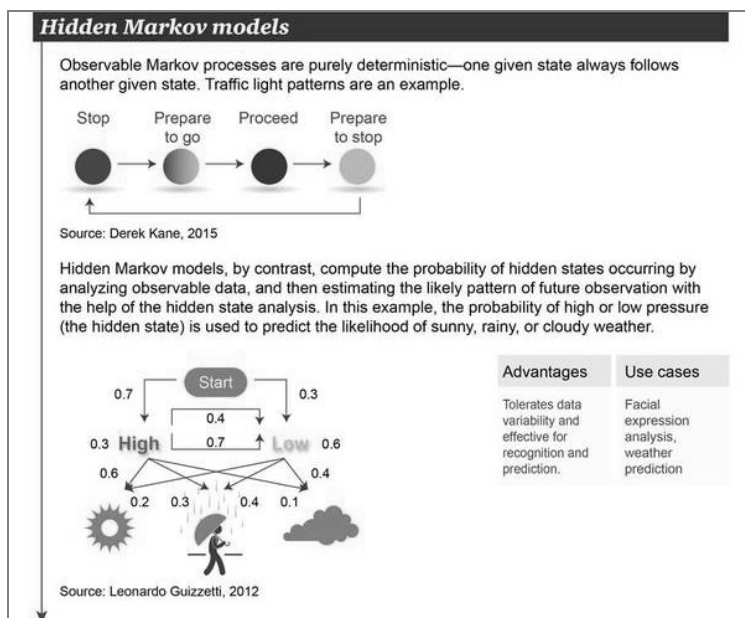 Hidden Markov models
Observable Markov processes are purely deterministic—one given state always follows
another given state. Traffic light patterns are an example.
Stop
Prepare
to go
Proceed
Prepare
to stop
Source: Derek Kane, 2015
Hidden Markov models, by contrast, compute the probability of hidden states occurring by
analyzing observable data, and then estimating the likely pattern of future observation with
the help of the hidden state analysis. In this example, the probability of high or low pressure
(the hidden state) is used to predict the likelihood of sunny, rainy, or cloudy weather.
Start
0.7
0.3
0.4
0.3 High
0.7
Low 0.6
0.6
0.4
0.2
0.3
0.4
0.1
Source: Leonardo Guizzetti, 2012
Advantages
Tolerates data
variability and
effective for
recognition and
prediction.
Use cases
Facial
expression
analysis,
weather
prediction